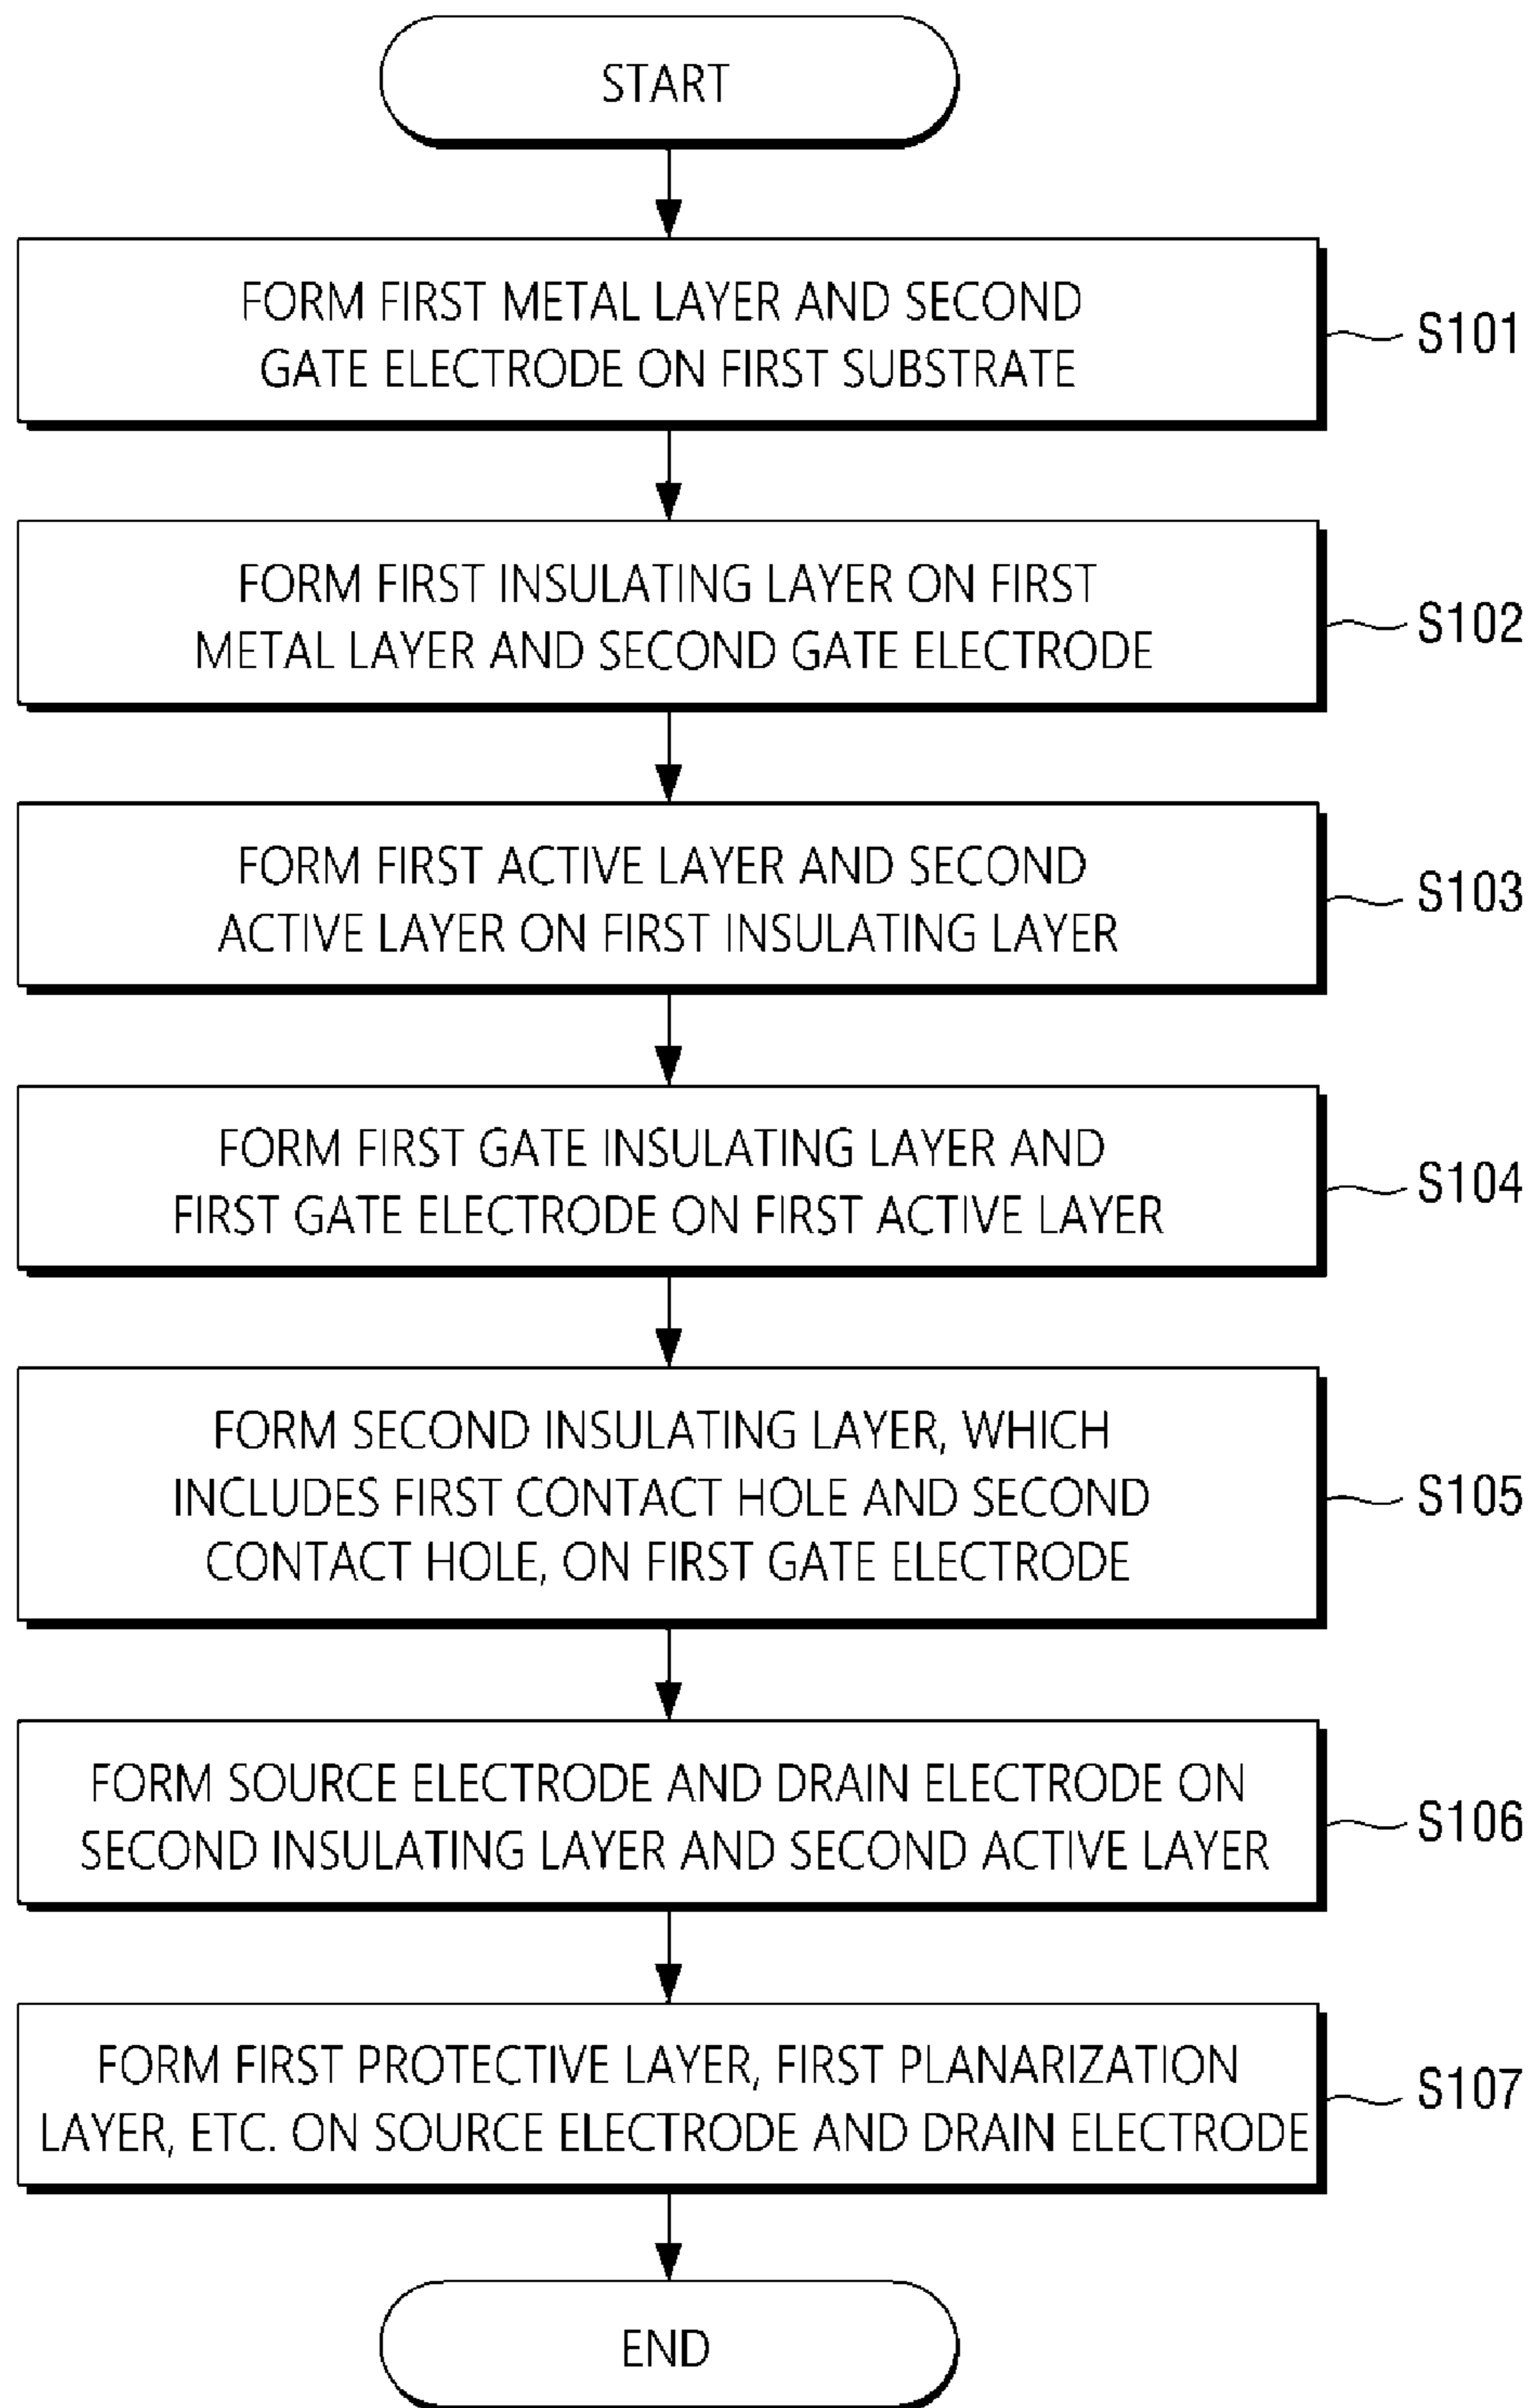 START
FORM FIRST METAL LAYER AND SECOND
GATE ELECTRODE ON FIRST SUBSTRATE
S101
FORM FIRST INSULATING LAYER ON FIRST
METAL LAYER AND SECOND GATE ELECTRODE
S102
FORM FIRST ACTIVE LAYER AND SECOND
ACTIVE LAYER ON FIRST INSULATING LAYER
S103
FORM FIRST GATE INSULATING LAYER AND
FIRST GATE ELECTRODE ON FIRST ACTIVE LAYER
S104
FORM SECOND INSULATING LAYER, WHICH
INCLUDES FIRST CONTACT HOLE AND SECOND
CONTACT HOLE, ON FIRST GATE ELECTRODE
S105
FORM SOURCE ELECTRODE AND DRAIN ELECTRODE ON
SECOND INSULATING LAYER AND SECOND ACTIVE LAYER
S106
FORM FIRST PROTECTIVE LAYER, FIRST PLANARIZATION
LAYER, ETC. ON SOURCE ELECTRODE AND DRAIN ELECTRODE
S107
END